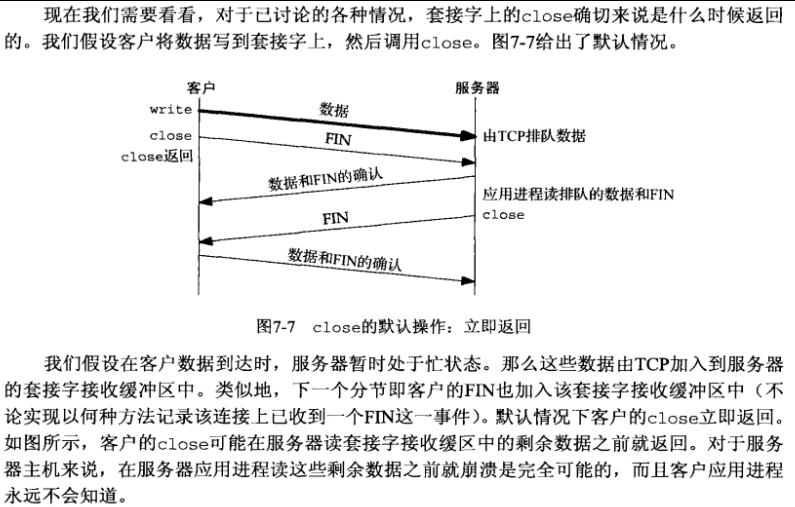 现在我们需要看看，对于已讨论的各种情况，套接字上的close确切来说是什么时候返回
的。我们假设客户将数据写到套接字上，然后调用close。图7-7给出了默认情况。
客户
服务器
write
数据
close
FIN
由TCP排队数据
close返回
数据和FIN的确认
应用进程读排队的数据和FIN
FIN
close
数据和FIN的确认
图7-7 close的默认操作：立即返回
我们假设在客户数据到达时，服务器暂时处于忙状态。那么这些数据由TCP加入到服务器
的套接字接收缓冲区中。类似地，下一个分节即客户的FIN也加入该套接字接收缓冲区中（不
论实现以何种方法记录该连接上已收到一个FIN这一事件）。默认情况下客户的close立即返回。
如图所示，客户的close可能在服务器读套接字接收缓区中的剩余数据之前就返回。对于服务
器主机来说，在服务器应用进程读这些剩余数据之前就崩溃是完全可能的，而且客户应用进程
永远不会知道。